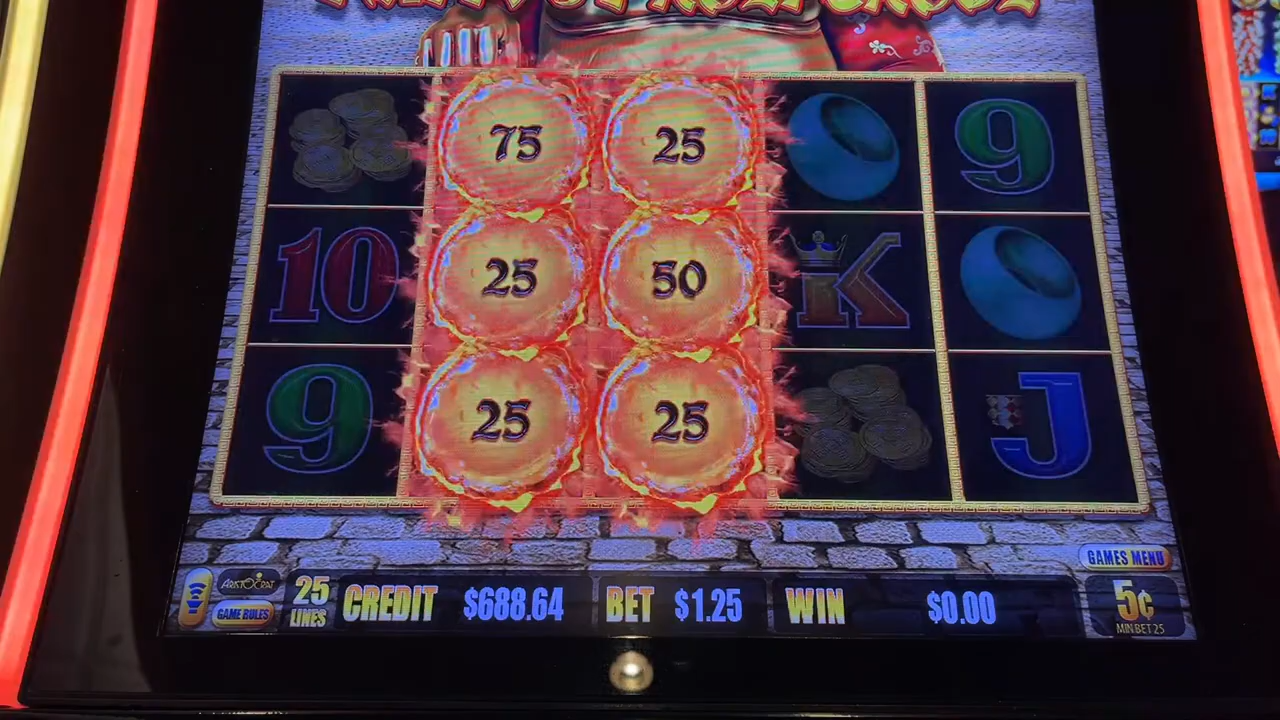 75 25
9
10 25 50 K
9 25 25 J
GAMES MENU
ARISTOCRAT
GAME RULES
25 LINES
CREDIT $688.64 BET $1.25 WIN $0.00
5¢
MIN BET 25